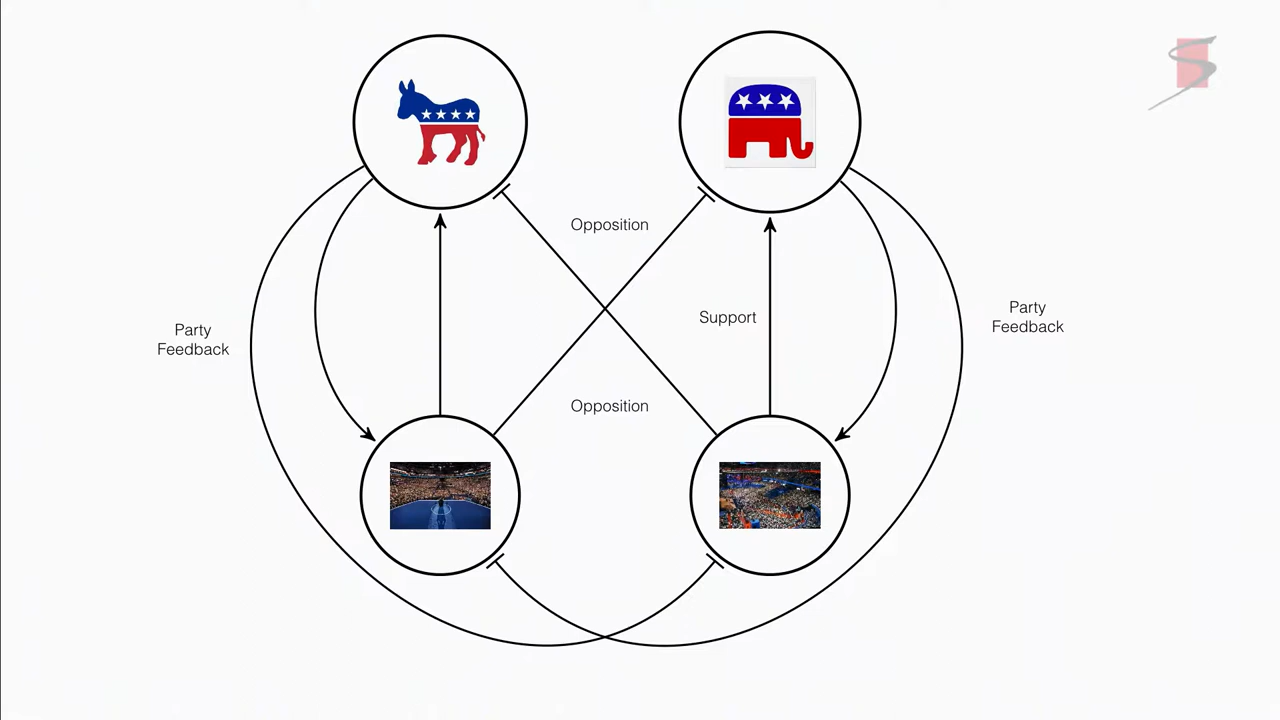 Opposition
Support
Party
Feedback
Party
Feedback
Opposition